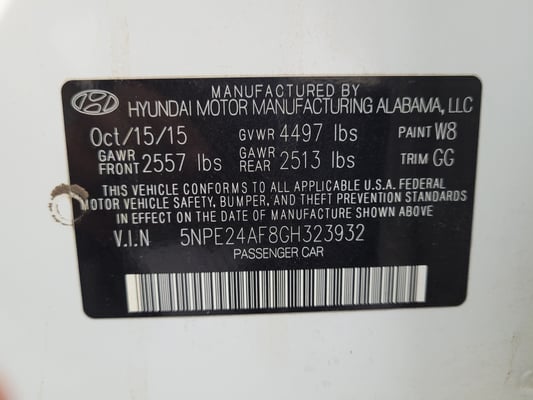 MANUFACTURED BY
HYUNDAI MOTOR MANUFACTURING ALABAMA, LLC
Oct/15/15 GVWR 4497 lbs PAINT W8
GAWR FRONT 2557 lbs GAWR REAR 2513 lbs TRIM GG
THIS VEHICLE CONFORMS TO ALL APPLICABLE U.S.A. FEDERAL
MOTOR VEHICLE SAFETY, BUMPER, AND THEFT PREVENTION STANDARDS
IN EFFECT ON THE DATE OF MANUFACTURE SHOWN ABOVE.
V.I.N 5NPE24AF8GH323932
PASSENGER CAR